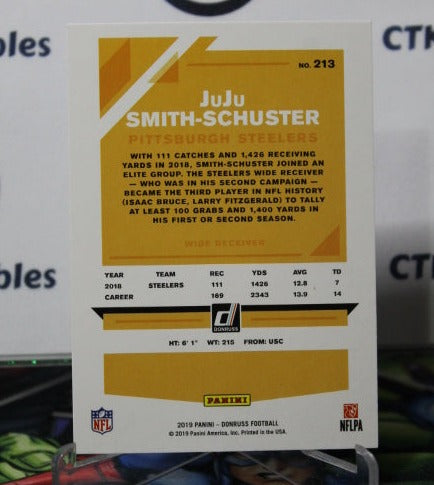 CTK
bles
NO. 213
JuJu
SMITH-SCHUSTER
PITTSBURGH STEELERS
WITH 111 CATCHES AND 1,426 RECEIVING
YARDS IN 2018, SMITH-SCHUSTER JOINED AN
ELITE GROUP. THE STEELERS WIDE RECEIVER
— WHO WAS IN HIS SECOND CAMPAIGN —
BECAME THE THIRD PLAYER IN NFL HISTORY
(ISAAC BRUCE, LARRY FITZGERALD) TO TALLY
AT LEAST 100 GRABS AND 1,400 YARDS IN
HIS FIRST OR SECOND SEASON.
WIDE RECEIVER
ibles
CTK
YEAR TEAM REC YDS AVG TD
2018 STEELERS 111 1426 12.8 7
CAREER 169 2343 13.9 14
DONRUSS
HT: 6' 1" WT: 215 FROM: USC
PANINI
NFL
2019 PANINI - DONRUSS FOOTBALL
© 2019 Panini America, Inc. Printed in the USA.
NFLPA